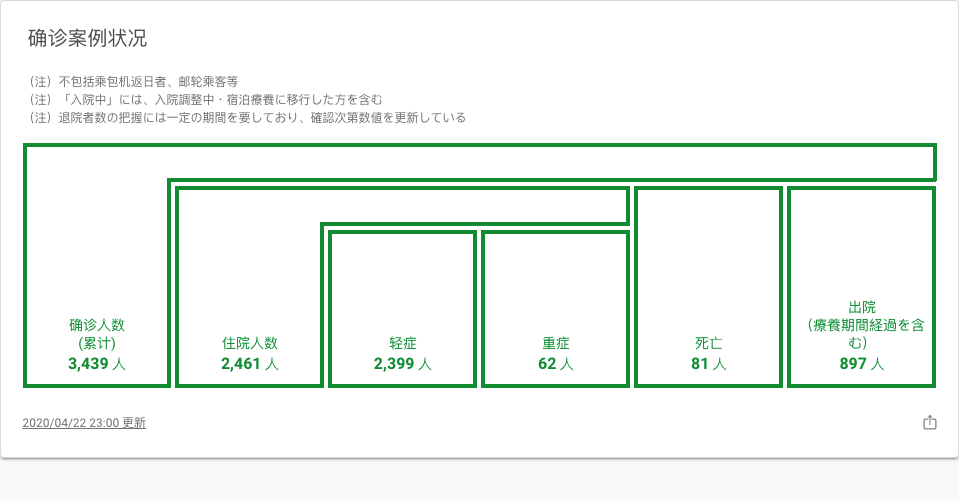 确诊案例状况
（注）不包括乘包机返日者、邮轮乘客等
（注）「入院中」には、入院調整中・宿泊療養に移行した方を含む
（注）退院者数の把握には一定の期間を要しており、確認次第数値を更新している
确诊人数
(累计)
3,439 人
住院人数
2,461 人
轻症
2,399 人
重症
62 人
死亡
81 人
出院
（療養期間経過を含
む）
897 人
2020/04/22 23:00 更新